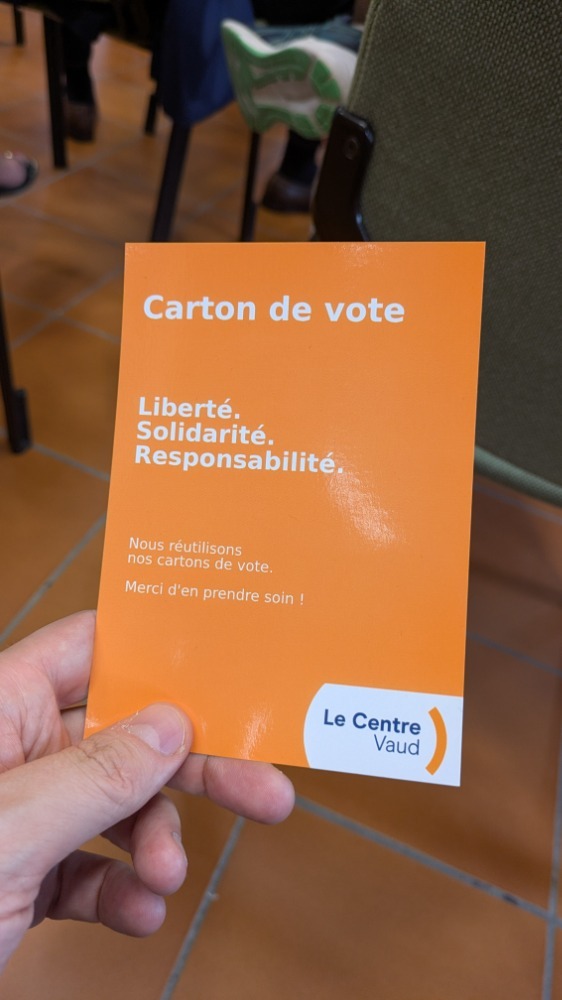 Carton de vote
Liberté.
Solidarité.
Responsabilité.
Nous réutilisons
nos cartons de vote.
Merci d'en prendre soin !
Le Centre
Vaud